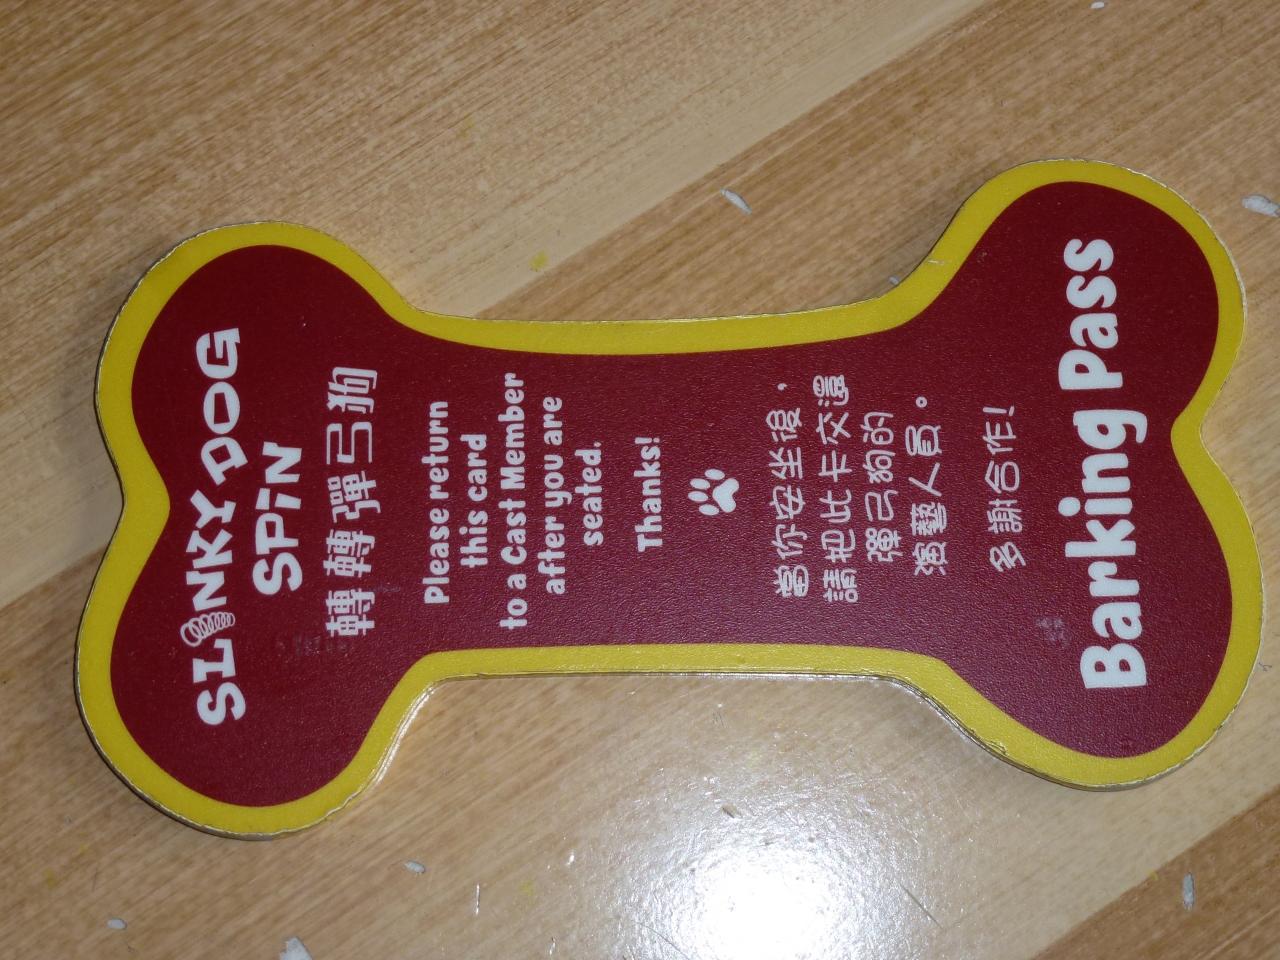 SLINKY DOG
SPIN
轉轉彈弓狗
Please return
this card
to a Cast Member
after you are
seated.
Thanks!
當你安坐後，
請把此卡交還
彈弓狗的
演藝人員。
多謝合作!
Barking Pass